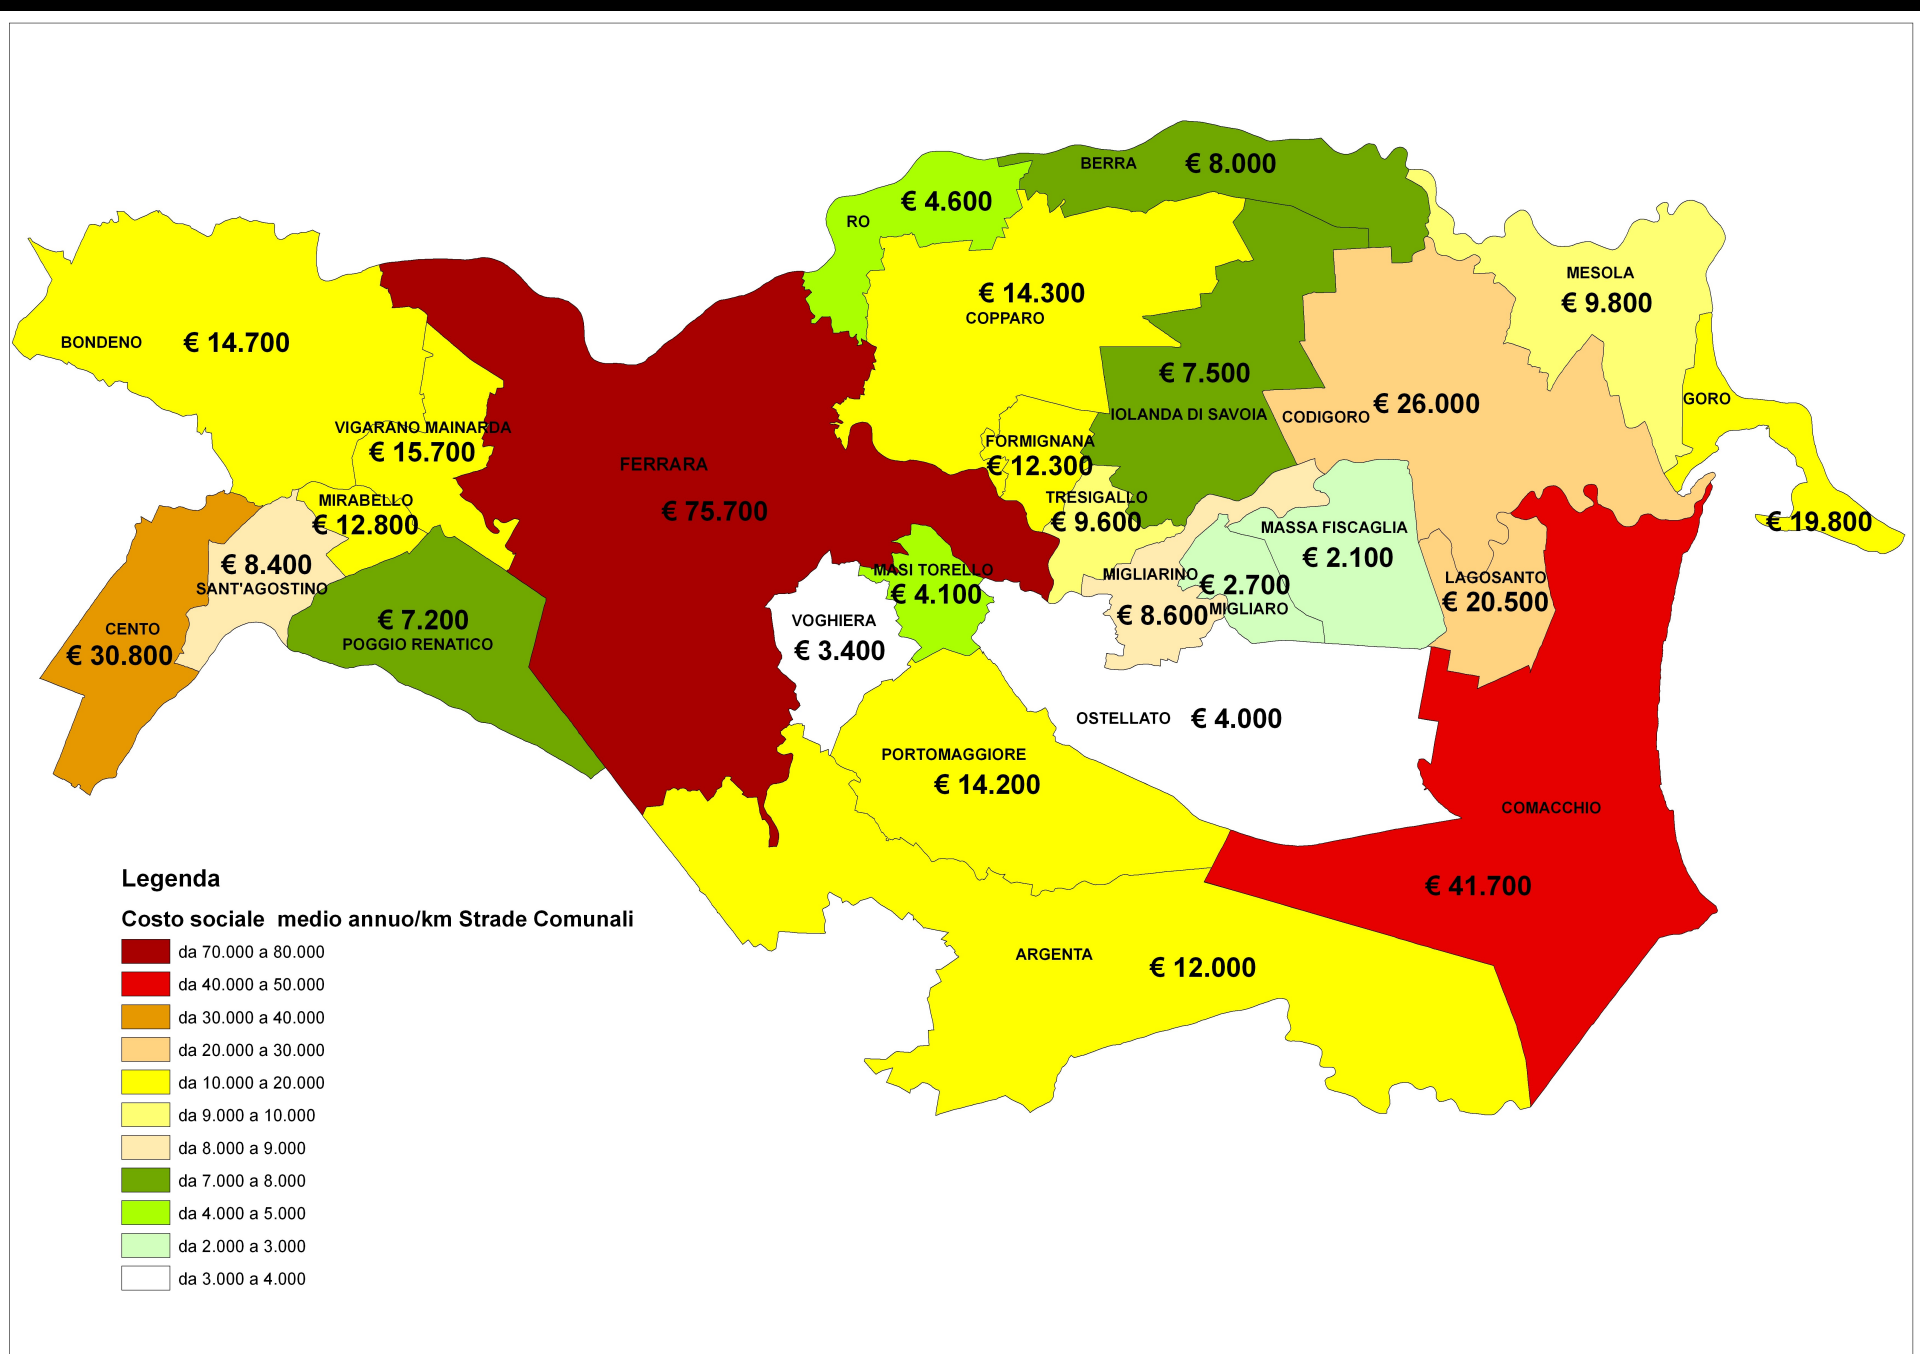 BERRA € 8.000
€ 4.600
RO
MESOLA
€ 9.800
€ 14.300
COPPARO
BONDENO € 14.700
€ 7.500
IOLANDA DI SAVOIA
CODIGORO € 26.000
GORO
VIGARANO MAINARDA
€ 15.700
FORMIGNANA
€ 12.300
FERRARA
€ 75.700
MIRABELLO
€ 12.800
TRESIGALLO
€ 9.600
MASSA FISCAGLIA
€ 2.100
€ 19.800
€ 8.400
SANT'AGOSTINO
MASI TORELLO
€ 4.100
MIGLIARINO
€ 8.600
€ 2.700
MIGLIARO
LAGOSANTO
€ 20.500
CENTO
€ 30.800
€ 7.200
POGGIO RENATICO
VOGHIERA
€ 3.400
OSTELLATO € 4.000
PORTOMAGGIORE
€ 14.200
COMACCHIO
€ 41.700
ARGENTA
€ 12.000
Legenda
Costo sociale medio annuo/km Strade Comunali
da 70.000 a 80.000
da 40.000 a 50.000
da 30.000 a 40.000
da 20.000 a 30.000
da 10.000 a 20.000
da 9.000 a 10.000
da 8.000 a 9.000
da 7.000 a 8.000
da 4.000 a 5.000
da 2.000 a 3.000
da 3.000 a 4.000